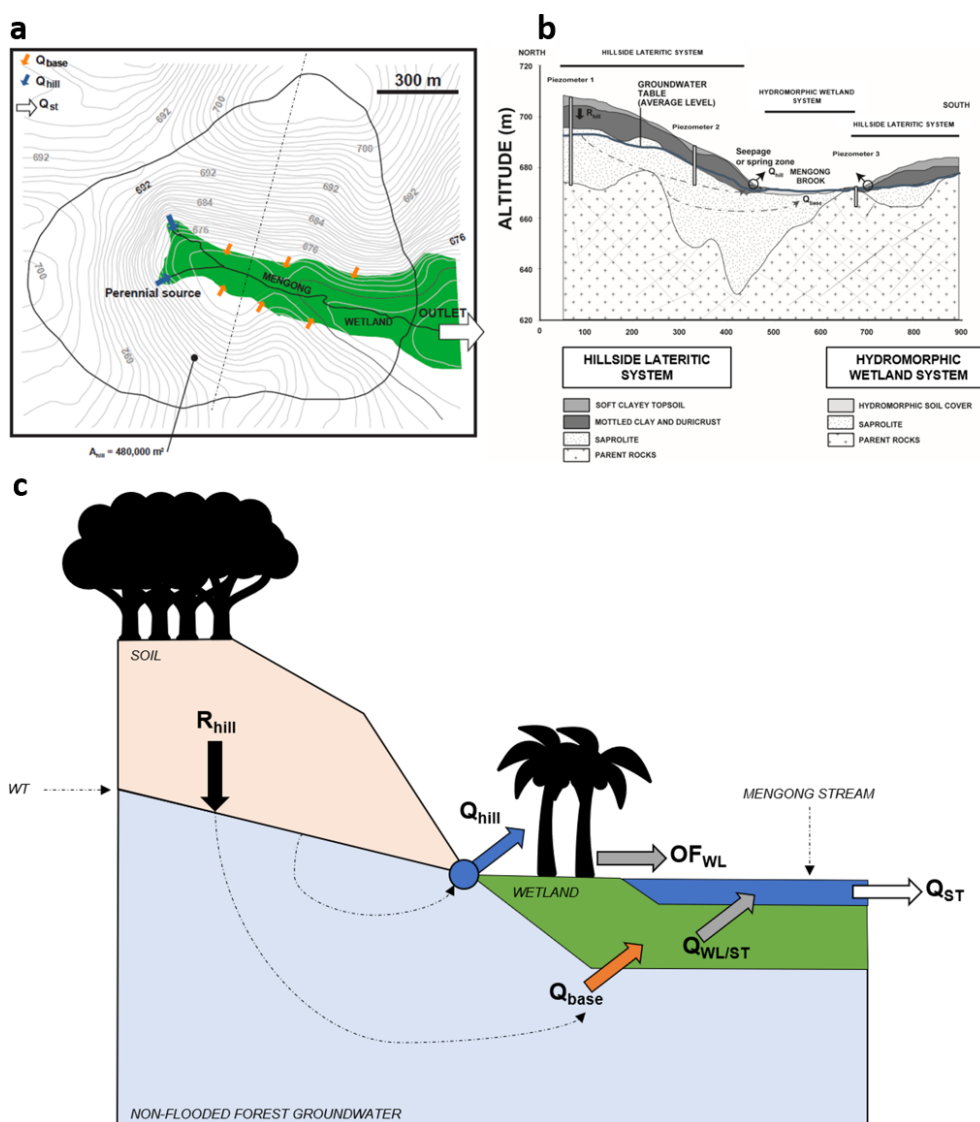 a
Q base
Q hill
Q st
300 m
700
692
700
692
692
692
684
684
676
676
676
700
MENGONG
Perennial source
WETLAND
OUTLET
692
A hill = 480,000 m²
b
NORTH
HILLSIDE LATERITIC SYSTEM
720
Piezometer 1
GROUNDWATER
TABLE
(AVERAGE LEVEL)
HYDROMORPHIC WETLAND
SYSTEM
SOUTH
HILLSIDE LATERITIC SYSTEM
700
R hill
Piezometer 2
Seepage
or spring zone
Q hill
Piezometer 3
MENGONG
BROOK
680
Q base
660
640
620
ALTITUDE (m)
0 100 200 300 400 500 600 700 800 900
HILLSIDE LATERITIC
SYSTEM
HYDROMORPHIC
WETLAND SYSTEM
SOFT CLAYEY TOPSOIL
MOTTLED CLAY AND DURICRUST
SAPROLITE
PARENT ROCKS
HYDROMORPHIC SOIL COVER
SAPROLITE
PARENT ROCKS
c
SOIL
R hill
WT
Q hill
MENGONG STREAM
OF WL
WETLAND
Q ST
Q WL/ST
Q base
NON-FLOODED FOREST GROUNDWATER